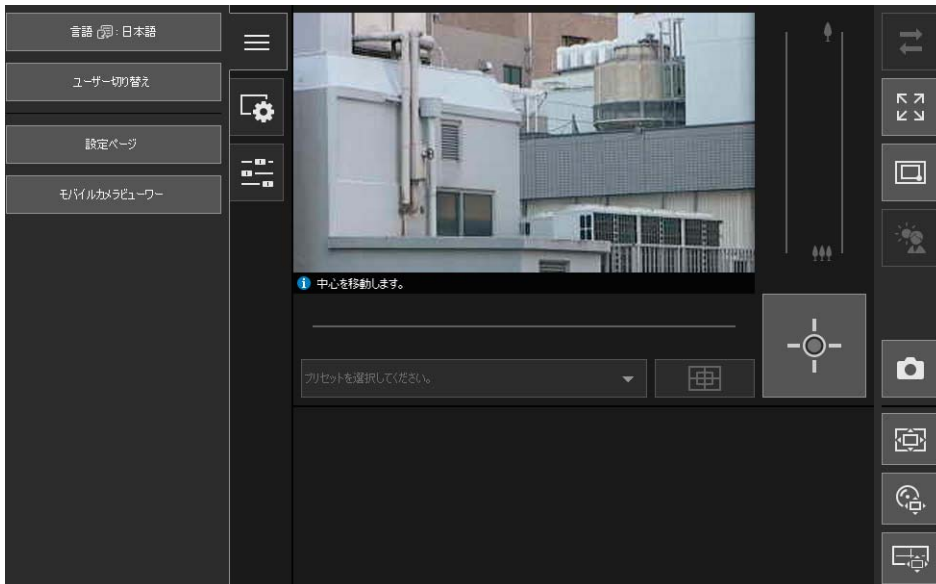 言語 : 日本語
ユーザー切り替え
設定ページ
モバイルカメラビューワー
中心を移動します。
プリセットを選択してください。